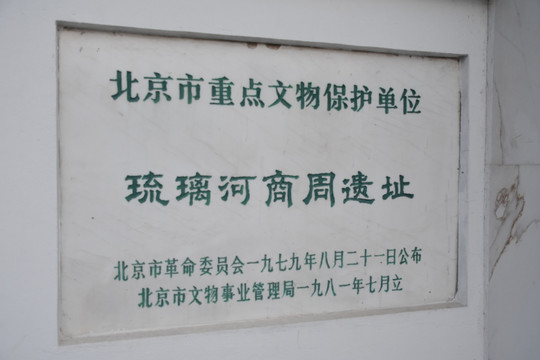 北京市重点文物保护单位
琉璃河商周遗址
北京市革命委员会一九七九年八月二十一日公布
北京市文物事业管理局一九八一年七月立